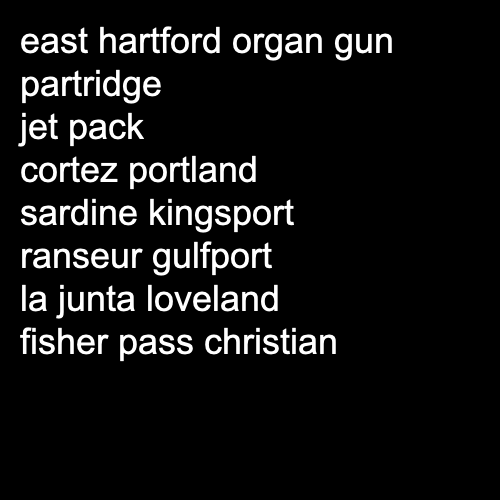 east hartford organ gun
partridge
jet pack
cortez portland
sardine kingsport
ranseur gulfport
la junta loveland
fisher pass christian